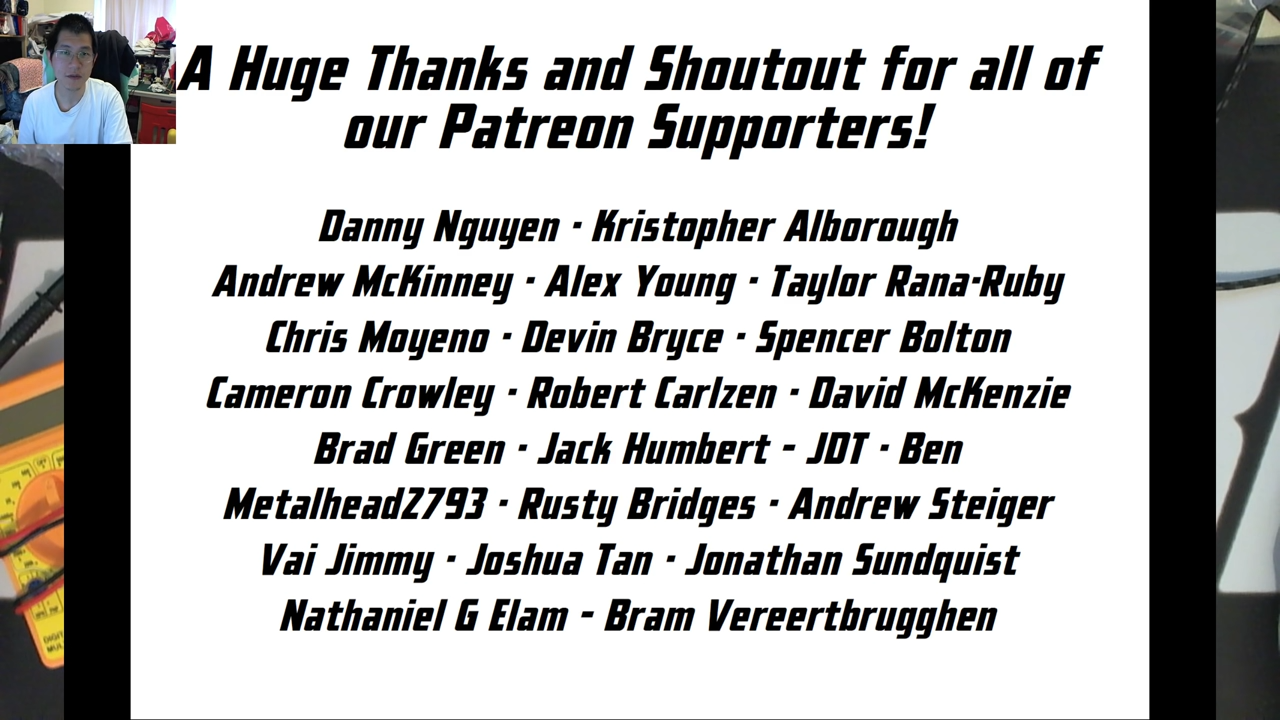 A Huge Thanks and Shoutout for all of
our Patreon Supporters!
Danny Nguyen · Kristopher Alborough
Andrew McKinney · Alex Young · Taylor Rana-Ruby
Chris Moyeno · Devin Bryce · Spencer Bolton
Cameron Crowley · Robert Carlzen · David McKenzie
Brad Green · Jack Humbert - JDT · Ben
Metalhead2793 · Rusty Bridges · Andrew Steiger
Vai Jimmy · Joshua Tan · Jonathan Sundquist
Nathaniel G Elam - Bram Vereertbrugghen